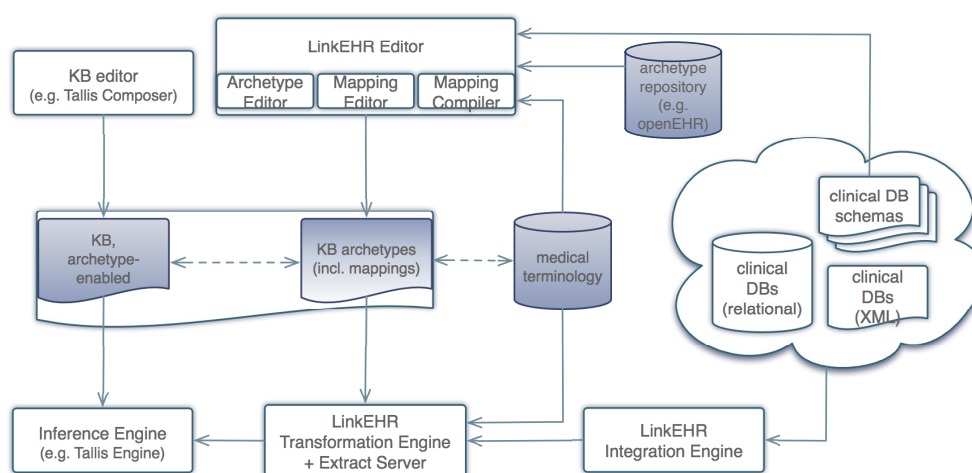 LinkEHR Editor
KB editor
(e.g. Tallis Composer)
Archetype
Editor
Mapping
Editor
Mapping
Compiler
archetype
repository
(e.g.
openEHR)
clinical DB
schemas
KB,
archetype-
enabled
KB archetypes
(incl. mappings)
medical
terminology
clinical
DBs
(relational)
clinical
DBs
(XML)
Inference Engine
(e.g. Tallis Engine)
LinkEHR
Transformation Engine
+ Extract Server
LinkEHR
Integration Engine